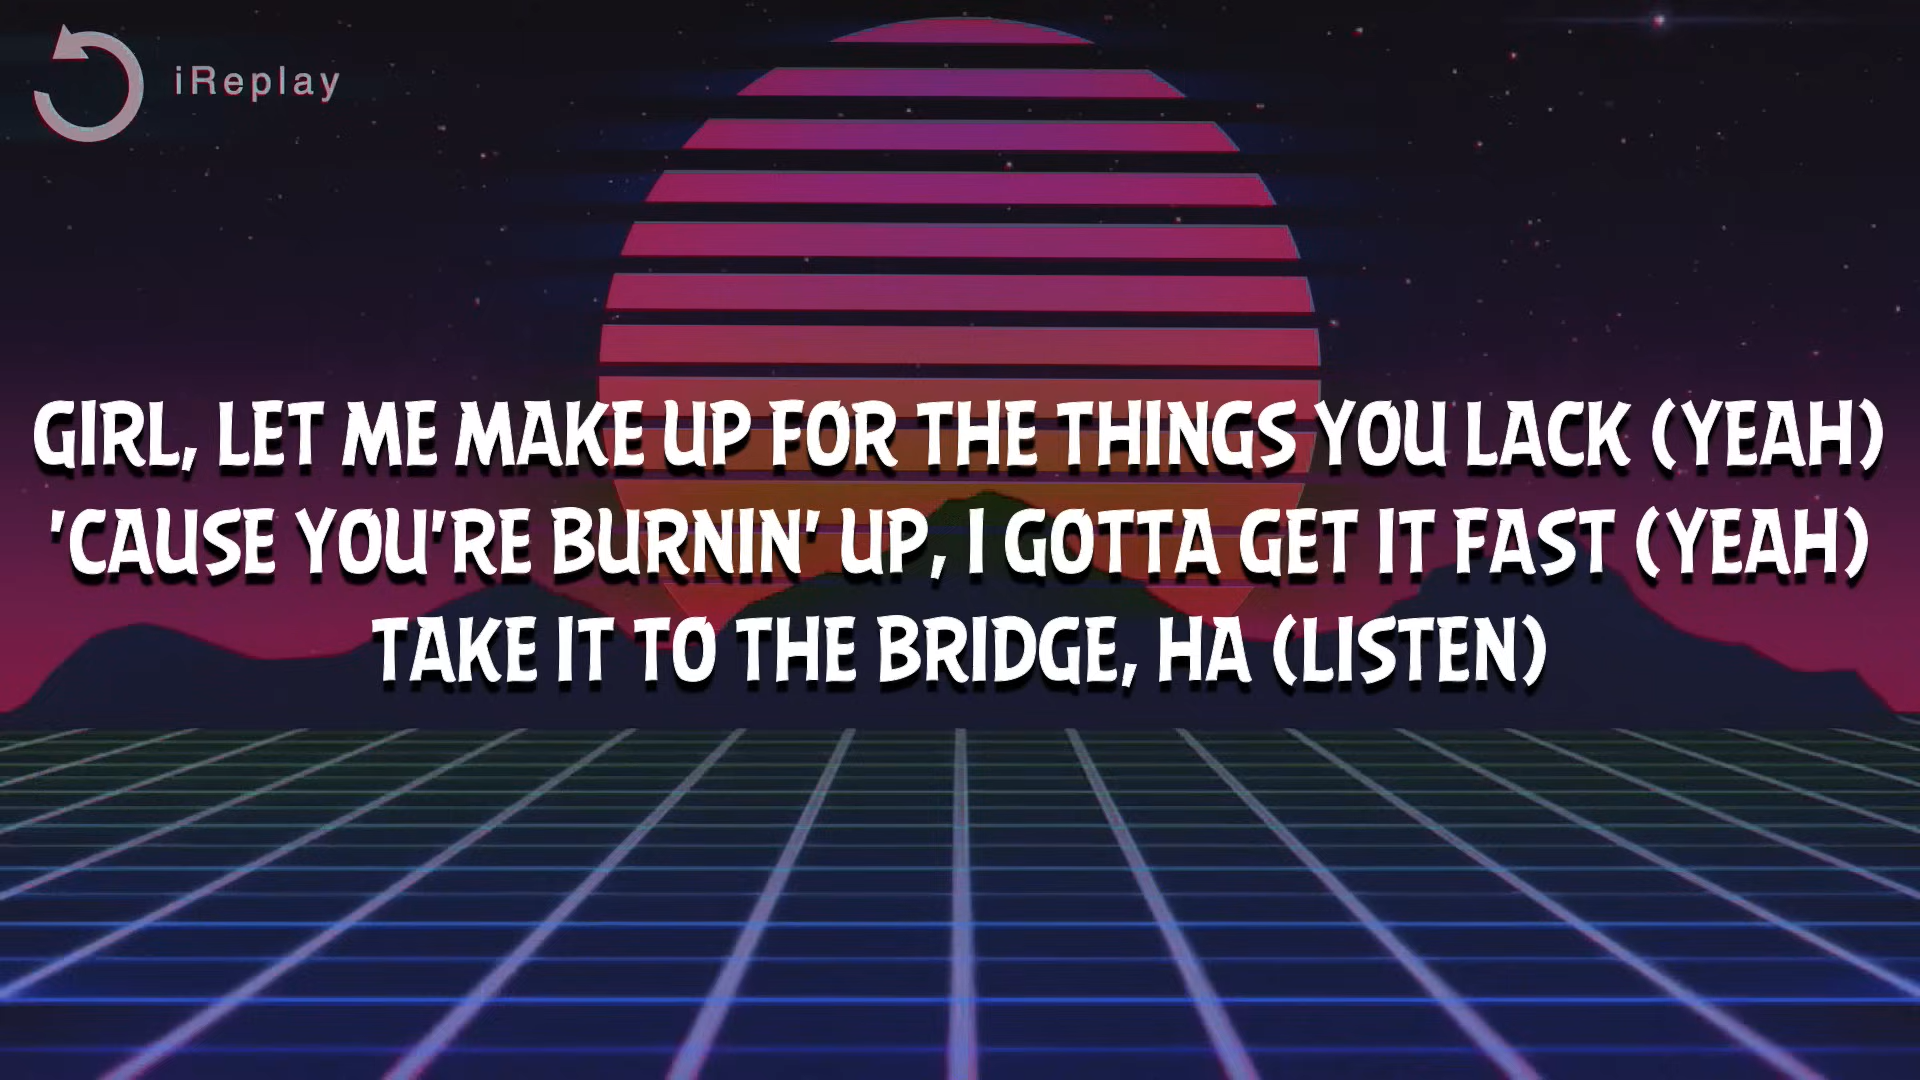 iReplay
GIRL, LET ME MAKE UP FOR THE THINGS YOU LACK (YEAH)
'CAUSE YOU'RE BURNIN' UP, I GOTTA GET IT FAST (YEAH)
TAKE IT TO THE BRIDGE, HA (LISTEN)